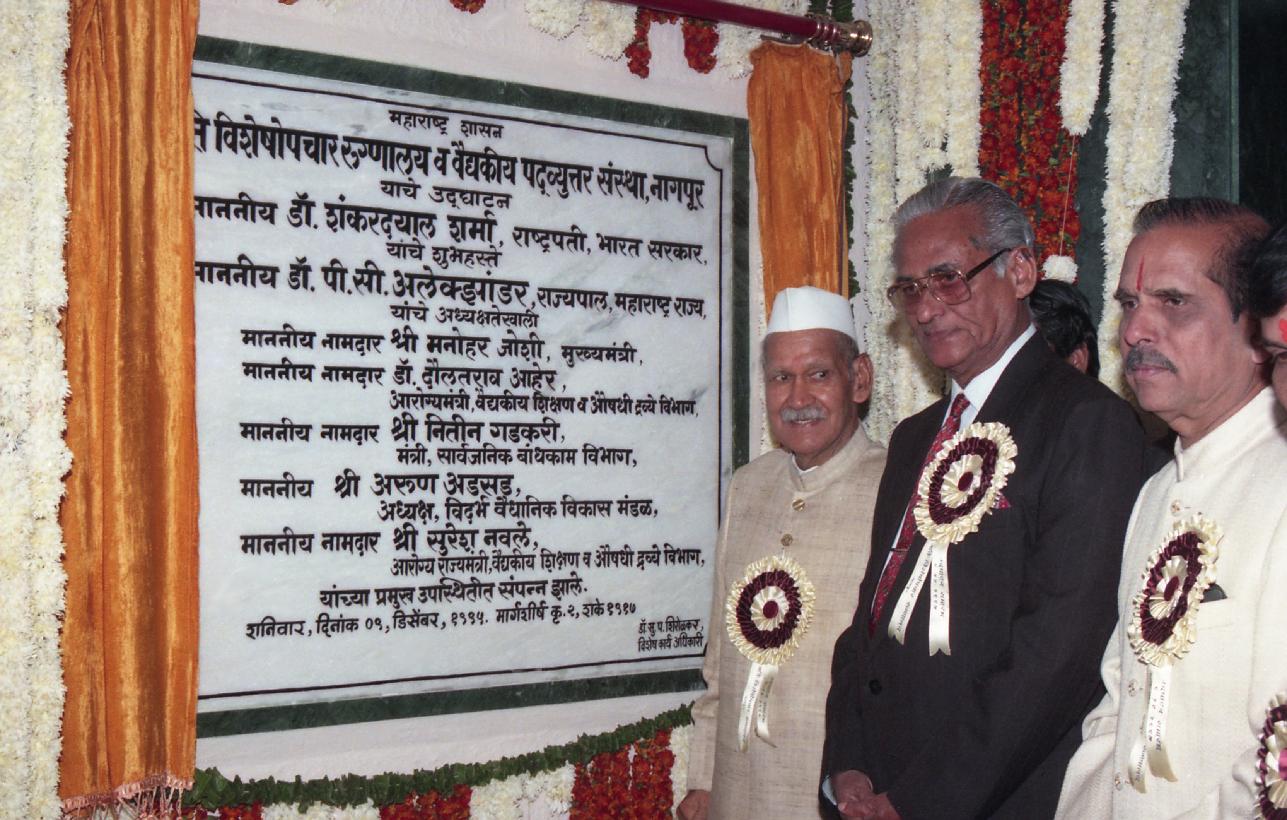 महाराष्ट्र शासन
विशेषोपचार रुग्णालय व वैद्यकीय पदव्युत्तर संस्था, नागपूर
याचे उद्घाटन
माननीय डॉ. शंकरदयाल शर्मा, राष्ट्रपती, भारत सरकार,
यांचे शुभहस्ते
माननीय डॉ. पी.सी. अलेक्झांडर, राज्यपाल, महाराष्ट्र राज्य,
यांचे अध्यक्षतेखाली
माननीय नामदार श्री मनोहर जोशी, मुख्यमंत्री,
माननीय नामदार डॉ. दौलतराव आहेर,
आरोग्यमंत्री, वैद्यकीय शिक्षण व औषधी द्रव्ये विभाग,
माननीय नामदार श्री नितीन गडकरी,
मंत्री, सार्वजनिक बांधकाम विभाग,
माननीय श्री अरुण अडसड,
अध्यक्ष, विदर्भ वैधानिक विकास मंडळ,
माननीय नामदार श्री सुरेश नवले,
आरोग्य राज्यमंत्री, वैद्यकीय शिक्षण व औषधी द्रव्ये विभाग,
यांच्या प्रमुख उपस्थितीत संपन्न झाले.
शनिवार, दिनांक ०९, डिसेंबर, १९९५. मार्गशीर्ष कृ. २, शके १९१७
डॉ. सु. प. शिरोळकर,
विशेष कार्य अधिकारी